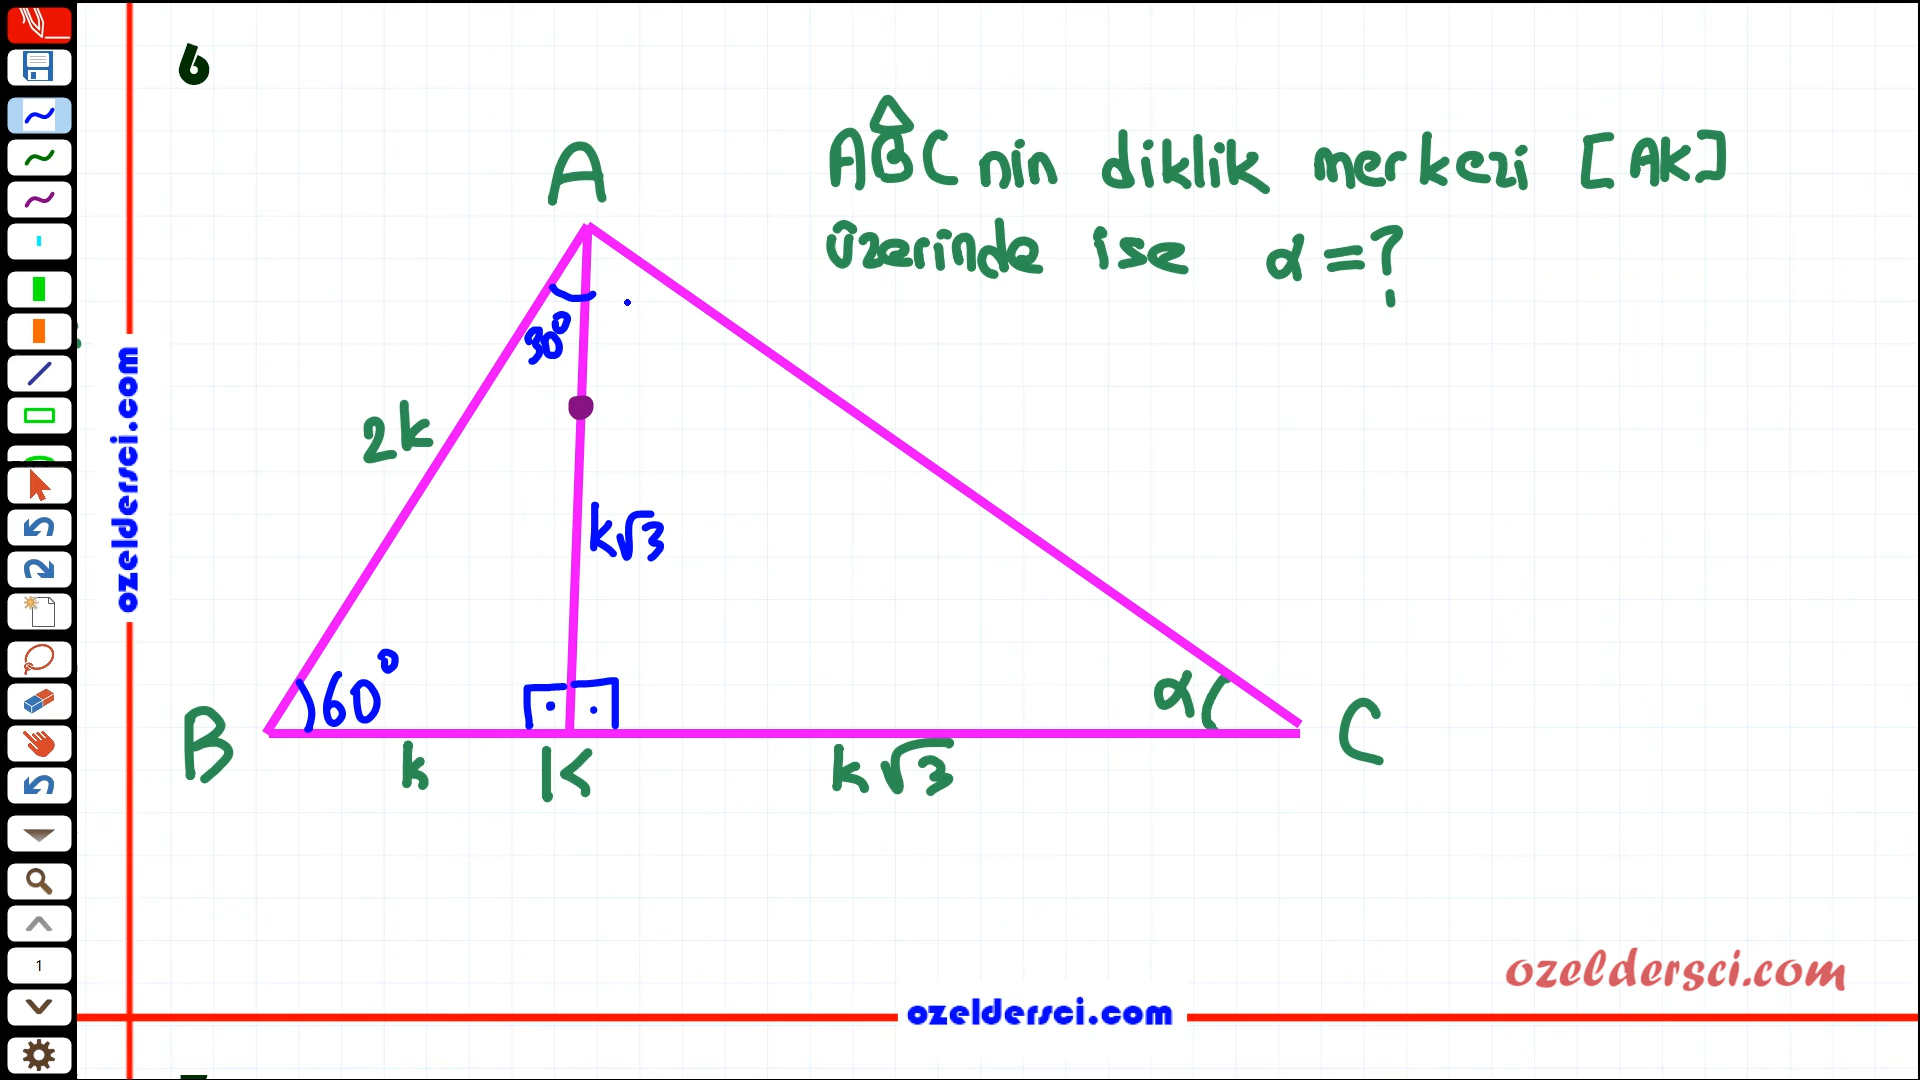 6
ABC nin diklik merkezi [AK]
üzerinde ise α = ?
A
30°
2k
k√3
60°
α
B
k
K
k√3
C
ozeldersci.com
1
ozeldersci.com
ozeldersci.com